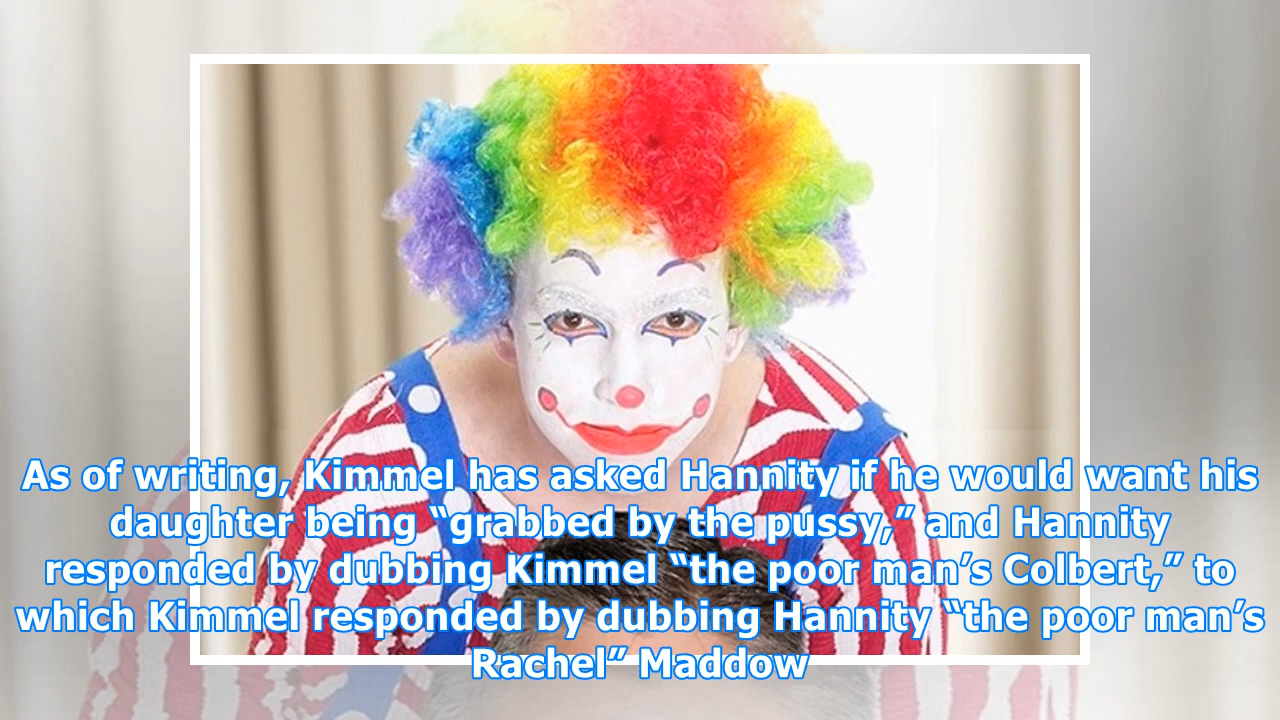 As of writing, Kimmel has asked Hannity if he would want his
daughter being “grabbed by the pussy,” and Hannity
responded by dubbing Kimmel “the poor man’s Colbert,” to
which Kimmel responded by dubbing Hannity “the poor man’s
Rachel” Maddow